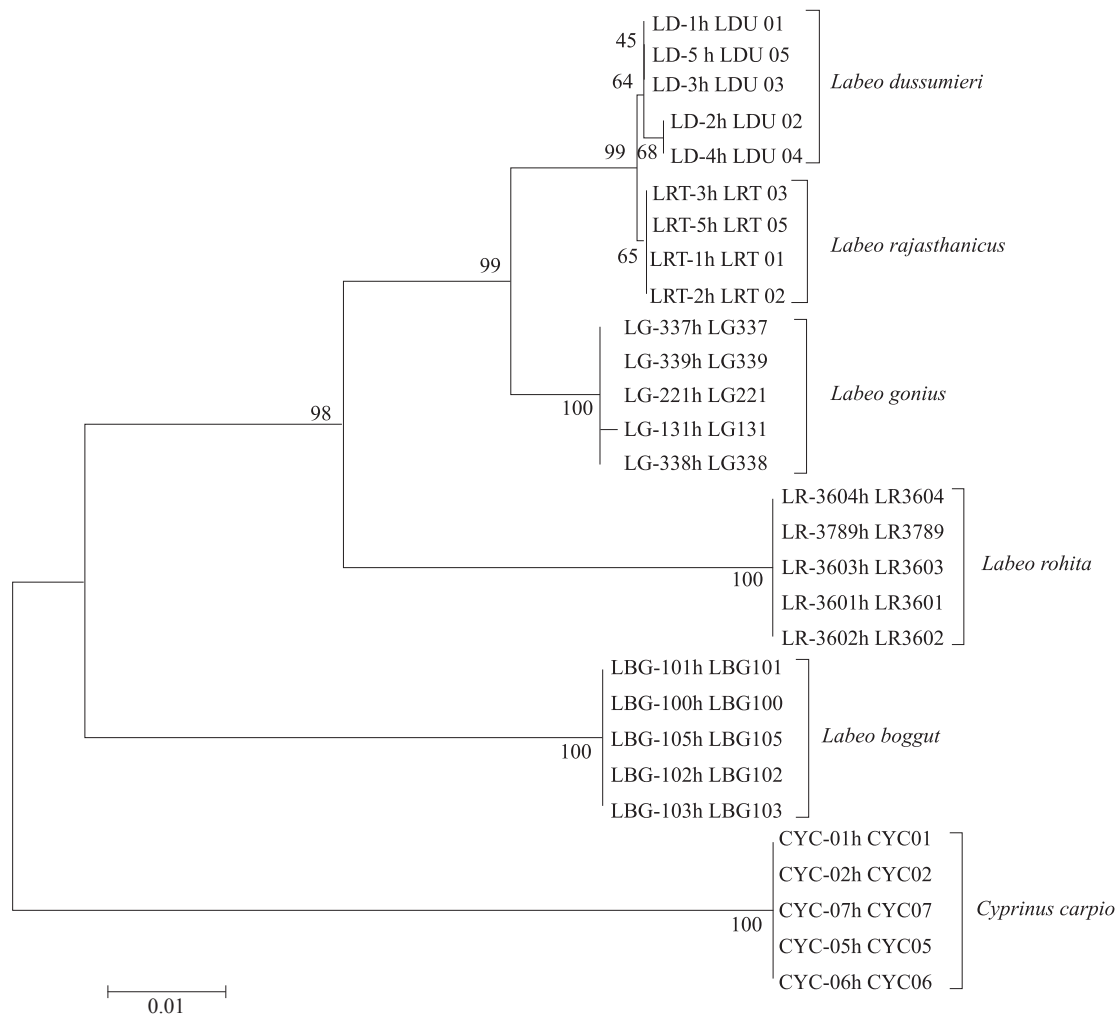 LD-1h LDU 01
45
LD-5 h LDU 05
64
LD-3h LDU 03
Labeo dussumieri
LD-2h LDU 02
99
68
LD-4h LDU 04
LRT-3h LRT 03
LRT-5h LRT 05
Labeo rajasthanicus
65
LRT-1h LRT 01
99
LRT-2h LRT 02
LG-337h LG337
LG-339h LG339
LG-221h LG221
Labeo gonius
100
LG-131h LG131
98
LG-338h LG338
LR-3604h LR3604
LR-3789h LR3789
LR-3603h LR3603
Labeo rohita
100
LR-3601h LR3601
LR-3602h LR3602
LBG-101h LBG101
LBG-100h LBG100
LBG-105h LBG105
Labeo boggut
100
LBG-102h LBG102
LBG-103h LBG103
CYC-01h CYC01
CYC-02h CYC02
CYC-07h CYC07
Cyprinus carpio
100
CYC-05h CYC05
CYC-06h CYC06
0.01